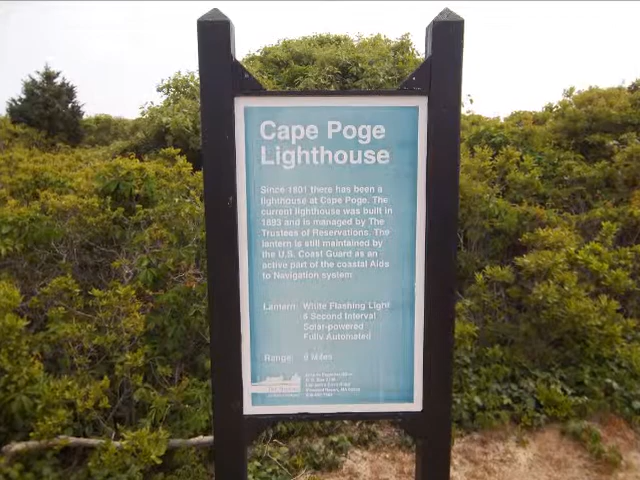 Cape Poge
Lighthouse
Since 1801 there has been a
lighthouse at Cape Poge. The
current lighthouse was built in
1893 and is managed by The
Trustees of Reservations. The
lantern is still maintained by
the U.S. Coast Guard as an
active part of the coastal Aids
to Navigation system
Lantern: White Flashing Light
6 Second Interval
Solar-powered
Fully Automated
Range: 9 Miles